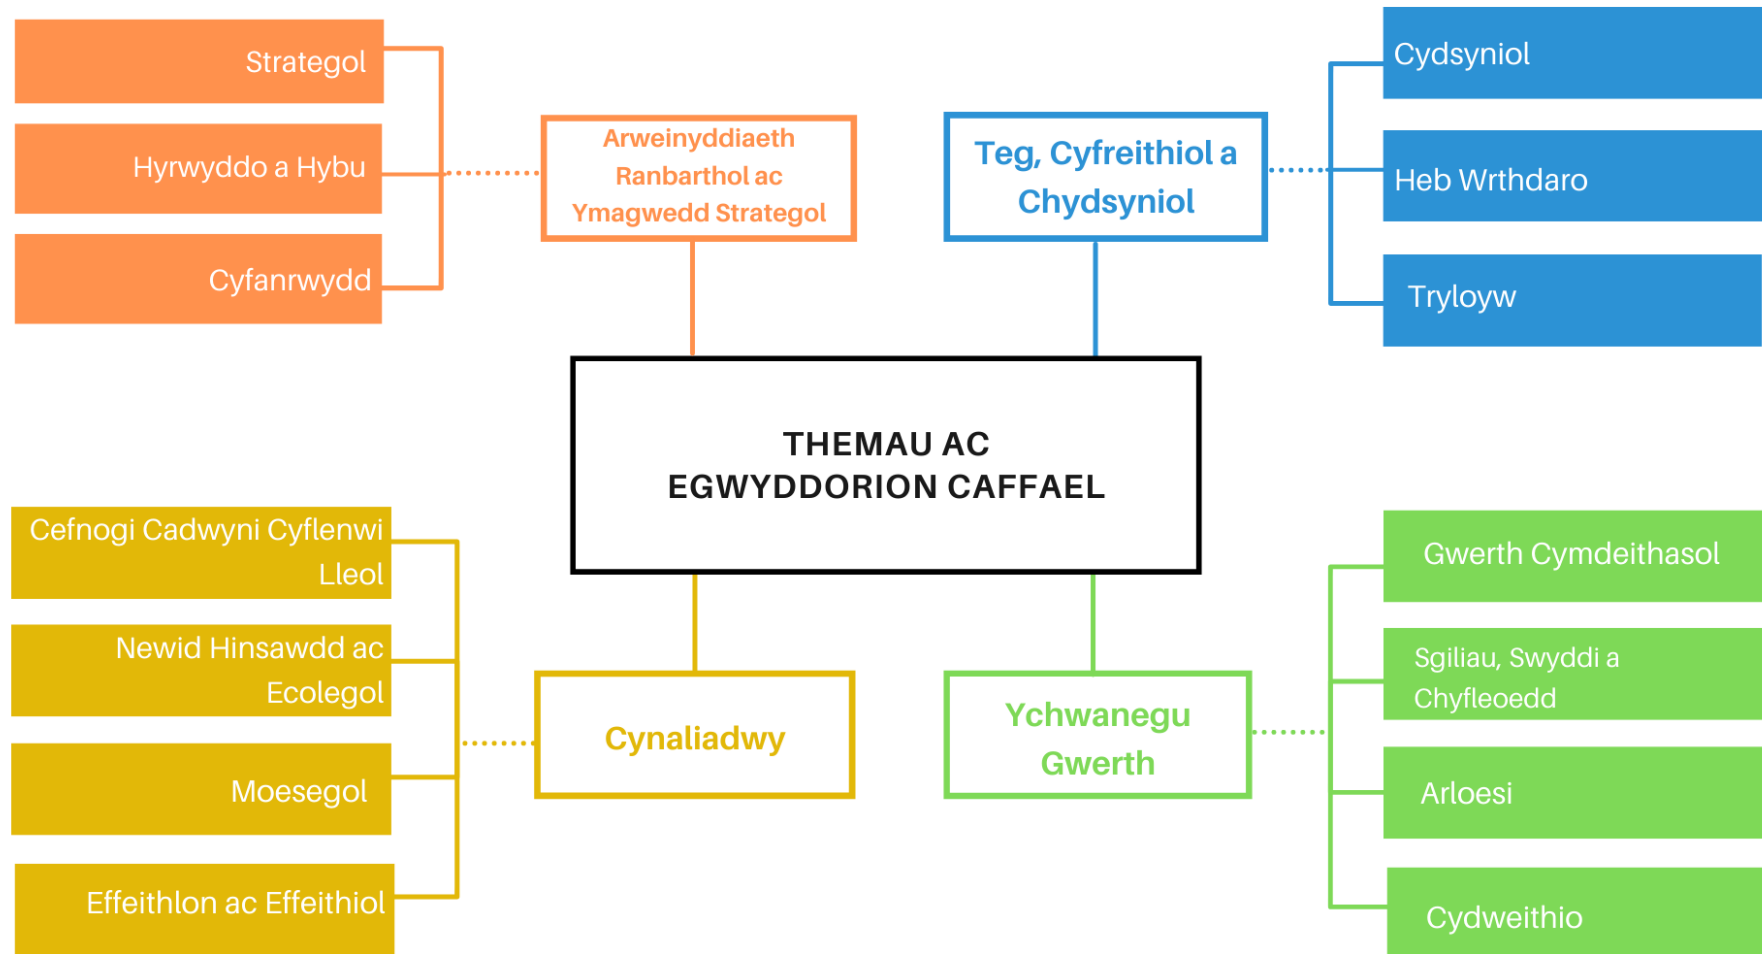 Strategol
Hyrwyddo a Hybu
Cyfanrwydd
Arweinyddiaeth
Ranbarthol ac
Ymagwedd Strategol
Teg, Cyfreithiol a
Chydsyniol
Cydsyniol
Heb Wrthdaro
Tryloyw
THEMAU AC
EGWYDDORION CAFFAEL
Cefnogi Cadwyni Cyflenwi
Lleol
Newid Hinsawdd ac
Ecolegol
Moesegol
Effeithlon ac Effeithiol
Cynaliadwy
Ychwanegu
Gwerth
Gwerth Cymdeithasol
Sgiliau, Swyddi a
Chyfleoedd
Arloesi
Cydweithio